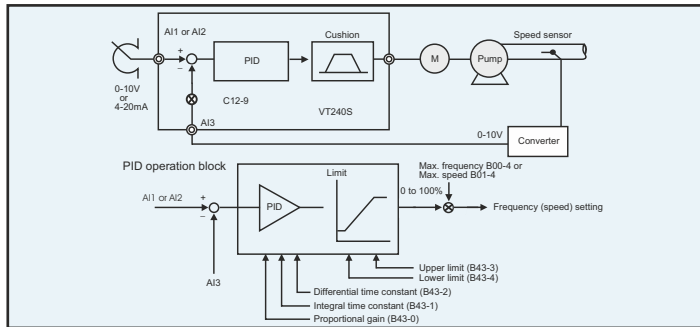 AI1 or AI2
Cushion
Speed sensor
+
–
PID
M
Pump
0-10V
or
4-20mA
C12-9
VT240S
AI3
0-10V
Converter
PID operation block
Max. frequency B00-4 or
Max. speed B01-4
Limit
0 to 100%
AI1 or AI2
+
–
PID
Frequency (speed) setting
AI3
Upper limit (B43-3)
Lower limit (B43-4)
Differential time constant (B43-2)
Integral time constant (B43-1)
Proportional gain (B43-0)